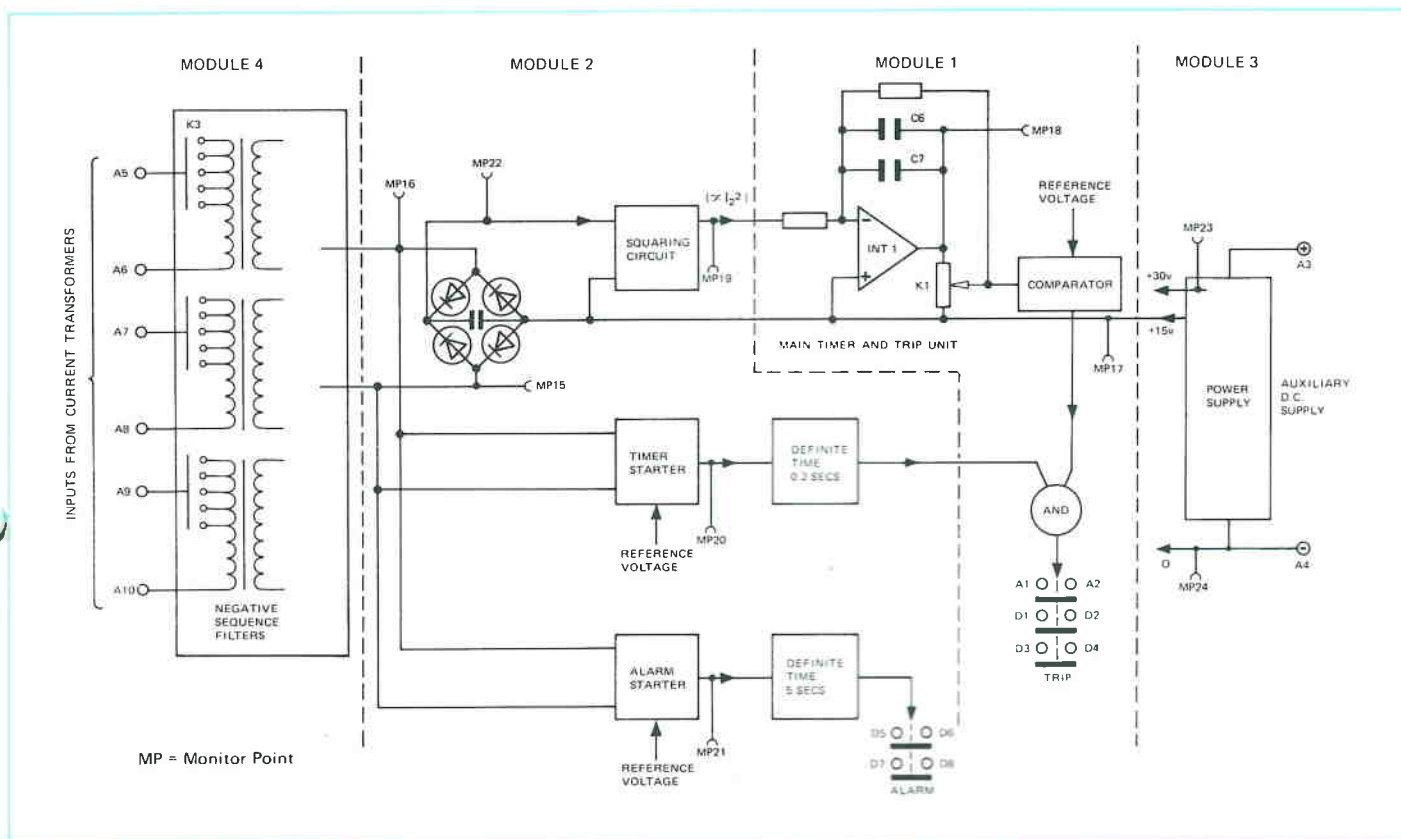 MODULE 4
MODULE 2
MODULE 1
MODULE 3
K3
A5
A6
A7
A8
A9
A10
INPUTS FROM CURRENT TRANSFORMERS
NEGATIVE
SEQUENCE
FILTERS
MP = Monitor Point
MP16
MP22
MP15
SQUARING
CIRCUIT
(∝ I₂²)
MP19
C6
C7
MP18
INT 1
K1
REFERENCE
VOLTAGE
COMPARATOR
MAIN TIMER AND TRIP UNIT
MP17
MP23
+30v
+15v
A3
POWER
SUPPLY
AUXILIARY
D.C.
SUPPLY
O
MP24
A4
TIMER
STARTER
MP20
REFERENCE
VOLTAGE
DEFINITE
TIME
0.2 SECS
AND
A1 A2
D1 D2
D3 D4
TRIP
ALARM
STARTER
MP21
REFERENCE
VOLTAGE
DEFINITE
TIME
5 SECS
D5 D6
D7 D8
ALARM